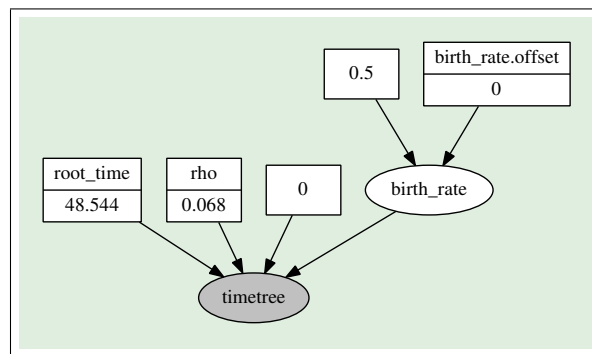 0.5
birth_rate.offset
0
root_time
48.544
rho
0.068
0
birth_rate
timetree